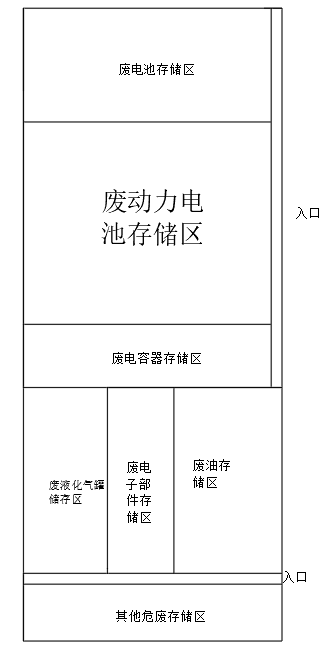 废电池存储区
废动力电
池存储区
入口
废电容器存储区
废液化气罐
储存区
废电
子部
件存
储区
废油存
储区
入口
其他危废存储区